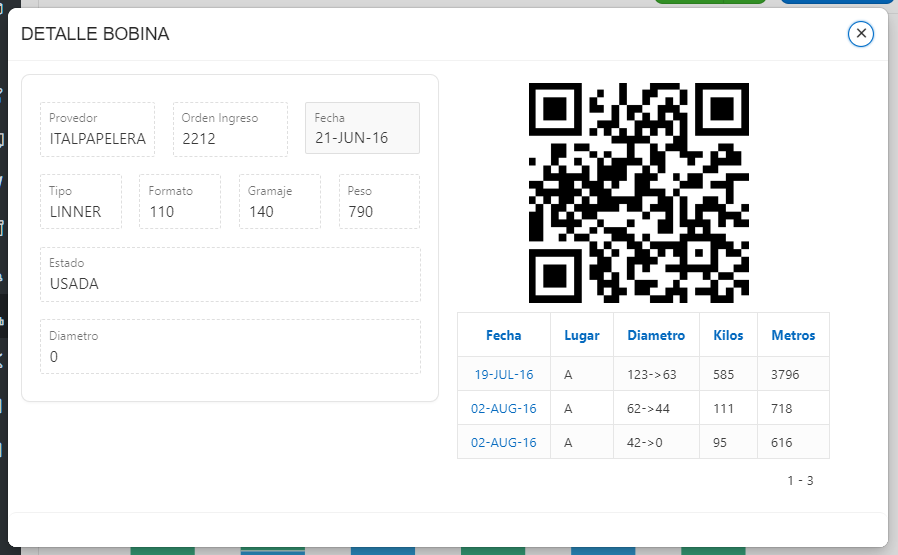 DETALLE BOBINA
Provedor
ITALPAPELERA
Orden Ingreso
2212
Fecha
21-JUN-16
Tipo
LINNER
Formato
110
Gramaje
140
Peso
790
Estado
USADA
Diametro
0
Fecha Lugar Diametro Kilos Metros
19-JUL-16 A 123->63 585 3796
02-AUG-16 A 62->44 111 718
02-AUG-16 A 42->0 95 616
1 - 3